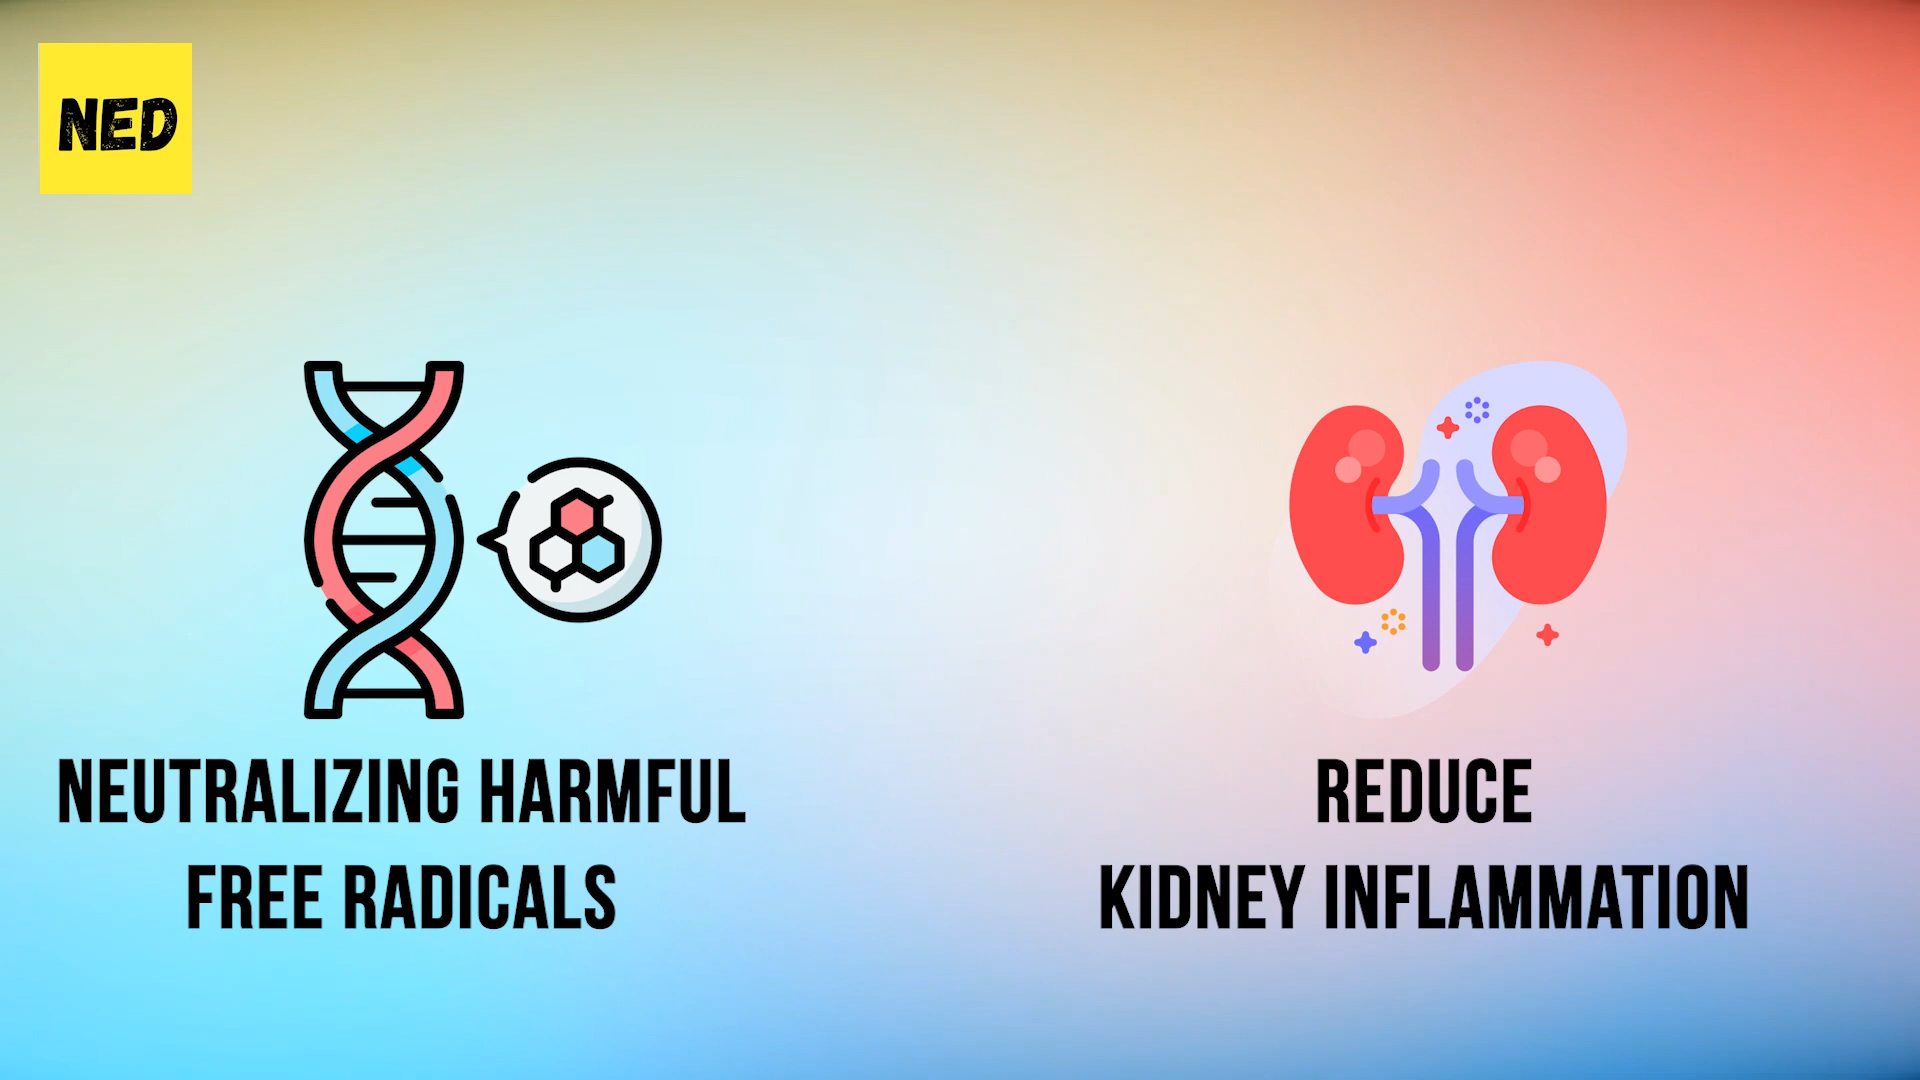 NED
NEUTRALIZING HARMFUL
FREE RADICALS
REDUCE
KIDNEY INFLAMMATION